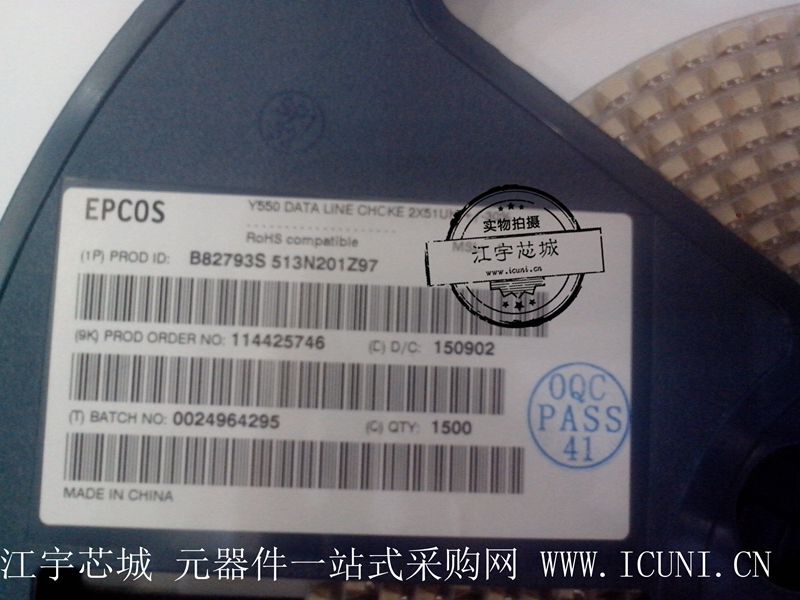 EPCOS
Y550 DATA LINE CHOKE 2X51U
RoHS compatible
MS
(1P) PROD ID: B82793S 513N201Z97
(9K) PROD ORDER NO: 114425746 (D) D/C: 150902
(T) BATCH NO: 0024964295 (Q) QTY: 1500
MADE IN CHINA
实物拍摄
江宇芯城
www.icuni.cn
OQC
PASS
41
江宇芯城 元器件一站式采购网 WWW.ICUNI.CN